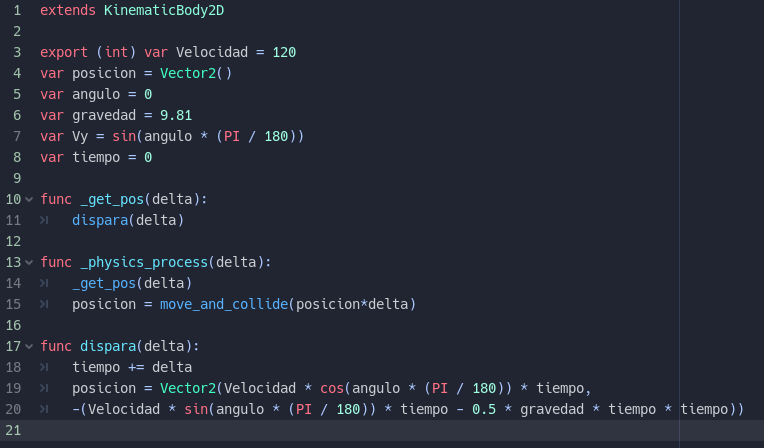 1 extends KinematicBody2D
2
3 export (int) var Velocidad = 120
4 var posicion = Vector2()
5 var angulo = 0
6 var gravedad = 9.81
7 var Vy = sin(angulo * (PI / 180))
8 var tiempo = 0
9
10 func _get_pos(delta):
11 dispara(delta)
12
13 func _physics_process(delta):
14 _get_pos(delta)
15 posicion = move_and_collide(posicion*delta)
16
17 func dispara(delta):
18 tiempo += delta
19 posicion = Vector2(Velocidad * cos(angulo * (PI / 180)) * tiempo,
20 -(Velocidad * sin(angulo * (PI / 180)) * tiempo - 0.5 * gravedad * tiempo * tiempo))
21